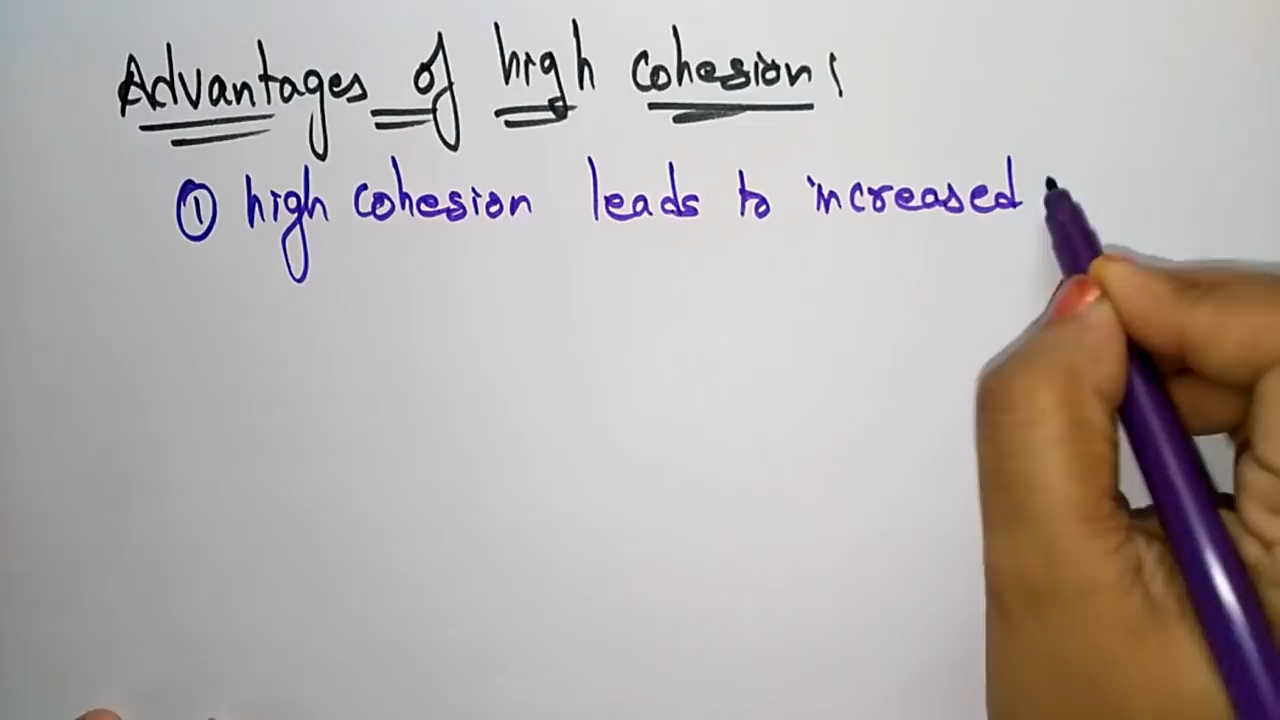 Advantages of high cohesion:
① high cohesion leads to increased